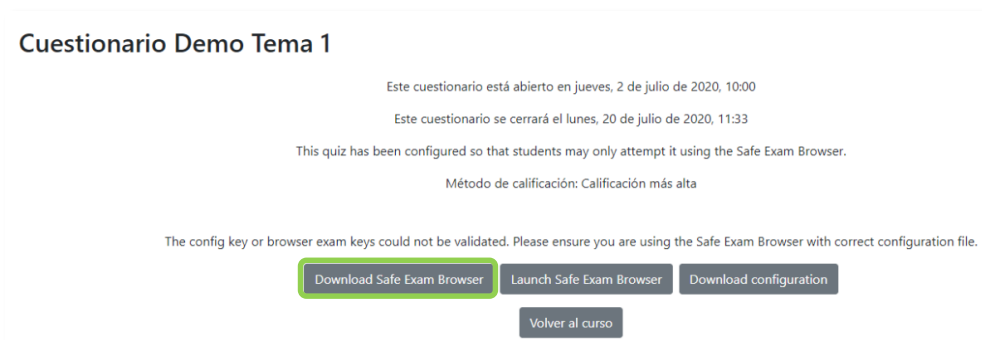 Cuestionario Demo Tema 1
Este cuestionario está abierto en jueves, 2 de julio de 2020, 10:00
Este cuestionario se cerrará el lunes, 20 de julio de 2020, 11:33
This quiz has been configured so that students may only attempt it using the Safe Exam Browser.
Método de calificación: Calificación más alta
The config key or browser exam keys could not be validated. Please ensure you are using the Safe Exam Browser with correct configuration file.
Download Safe Exam Browser Launch Safe Exam Browser Download configuration
Volver al curso